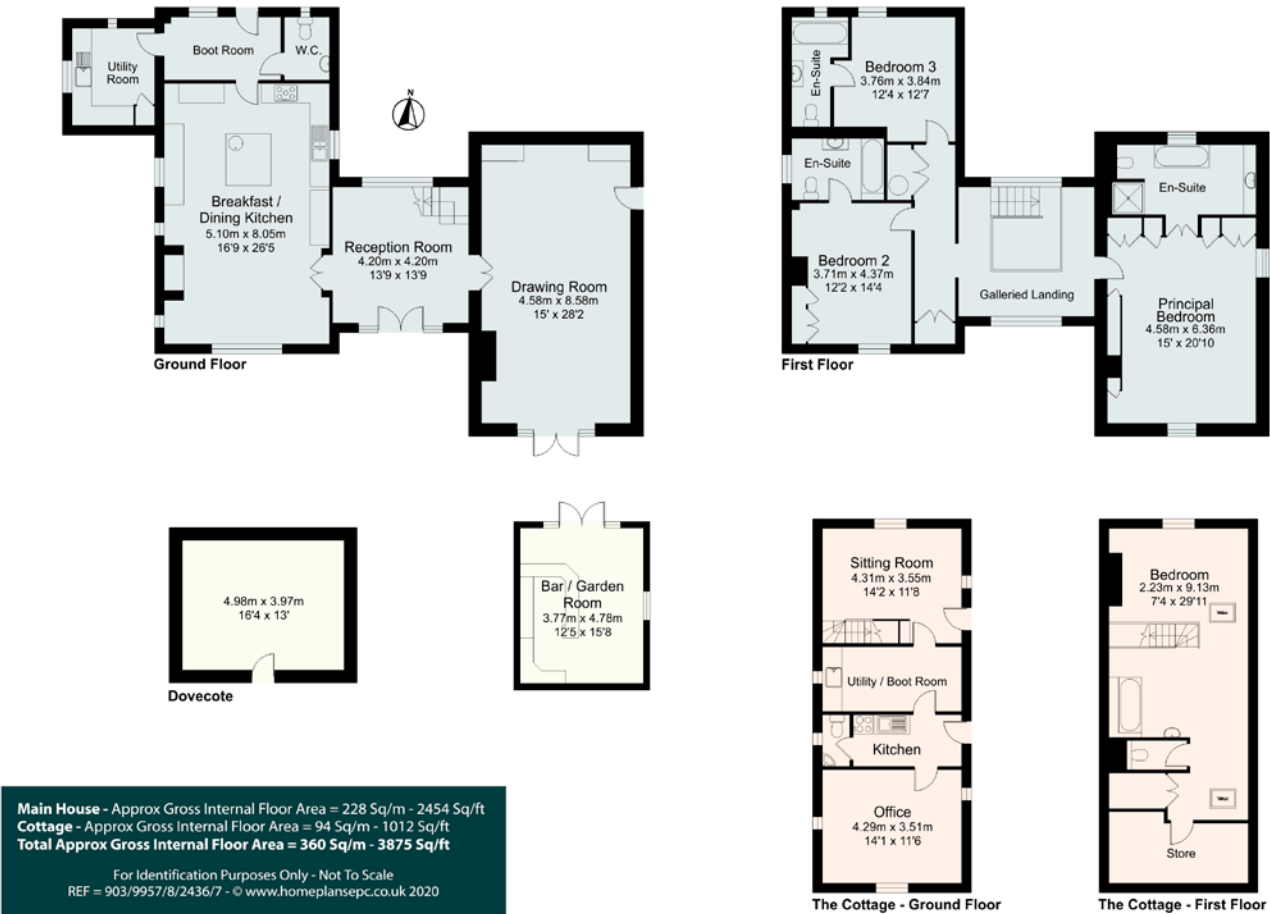 Utility
Room
Boot Room
W.C.
N
Breakfast /
Dining Kitchen
5.10m x 8.05m
16'9 x 26'5
Reception Room
4.20m x 4.20m
13'9 x 13'9
Drawing Room
4.58m x 8.58m
15' x 28'2
Ground Floor
En-Suite
Bedroom 3
3.76m x 3.84m
12'4 x 12'7
En-Suite
En-Suite
Bedroom 2
3.71m x 4.37m
12'2 x 14'4
Galleried Landing
Principal
Bedroom
4.58m x 6.36m
15' x 20'10
First Floor
4.98m x 3.97m
16'4 x 13'
Dovecote
Bar / Garden
Room
3.77m x 4.78m
12'5 x 15'8
Sitting Room
4.31m x 3.55m
14'2 x 11'8
Utility / Boot Room
Kitchen
Office
4.29m x 3.51m
14'1 x 11'6
The Cottage - Ground Floor
Bedroom
2.23m x 9.13m
7'4 x 29'11
Store
The Cottage - First Floor
Main House - Approx Gross Internal Floor Area = 228 Sq/m - 2454 Sq/ft
Cottage - Approx Gross Internal Floor Area = 94 Sq/m - 1012 Sq/ft
Total Approx Gross Internal Floor Area = 360 Sq/m - 3875 Sq/ft
For Identification Purposes Only - Not To Scale
REF = 903/9957/8/2436/7 - © www.homeplansepc.co.uk 2020